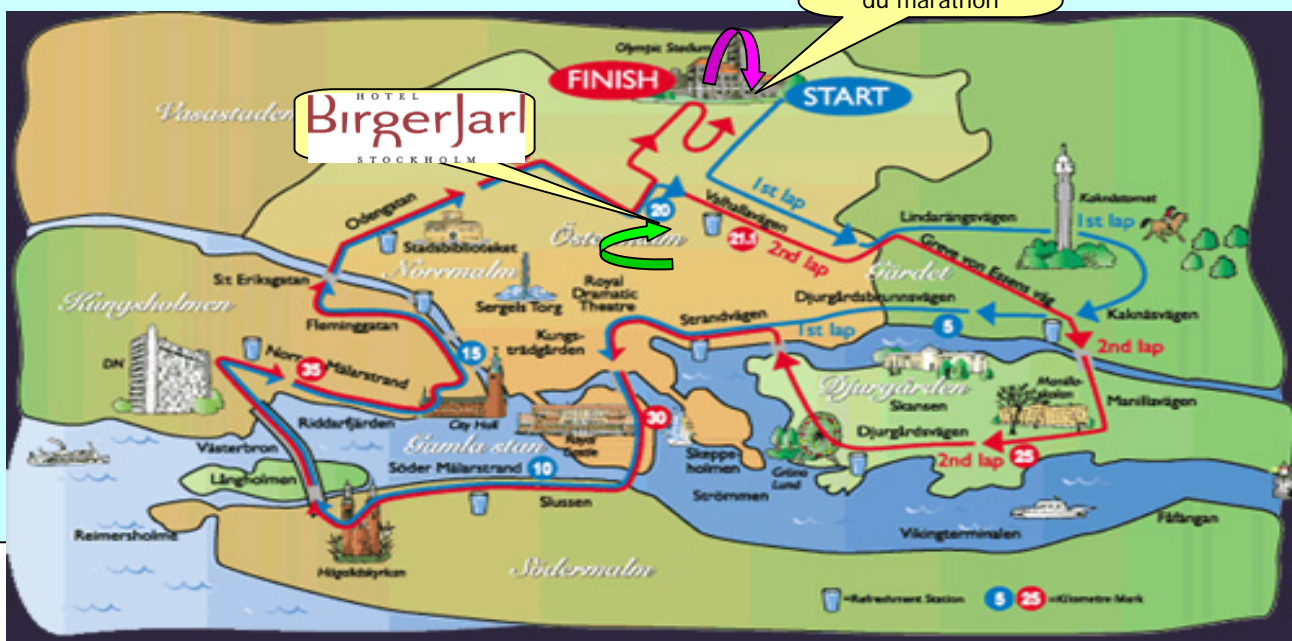 du marathon
Olympic Stadium
FINISH
START
HOTEL
BirgerJarl
STOCKHOLM
Vasastaden
Odengatan
Stadsbiblioteket
20
Valhallavägen
21.1
1st lap
2nd lap
Lindarängsvägen
Kaknästornet
1st lap
Greve von Essens väg
Gärdet
Norrmalm
S:t Eriksgatan
Sergels Torg
Royal
Dramatic
Theatre
Djurgårdsbrunnsvägen
Kungsholmen
Fleminggatan
Strandvägen
1st lap
5
Kaknäsvägen
Kungs-
trädgården
2nd lap
15
DN
Norr Mälarstrand
35
Djurgården
Skansen
Manillavägen
Riddarfjärden
City Hall
Royal
Castle
30
Djurgårdsvägen
Västerbron
Gamla stan
Skepps-
holmen
Gröna
Lund
2nd lap
25
Söder Mälarstrand
10
Långholmen
Slussen
Strömmen
Reimersholme
Vikingterminalen
Fåfängan
Högalidskyrkan
Södermalm
=Refreshment Station
5
25
=Kilometre Mark